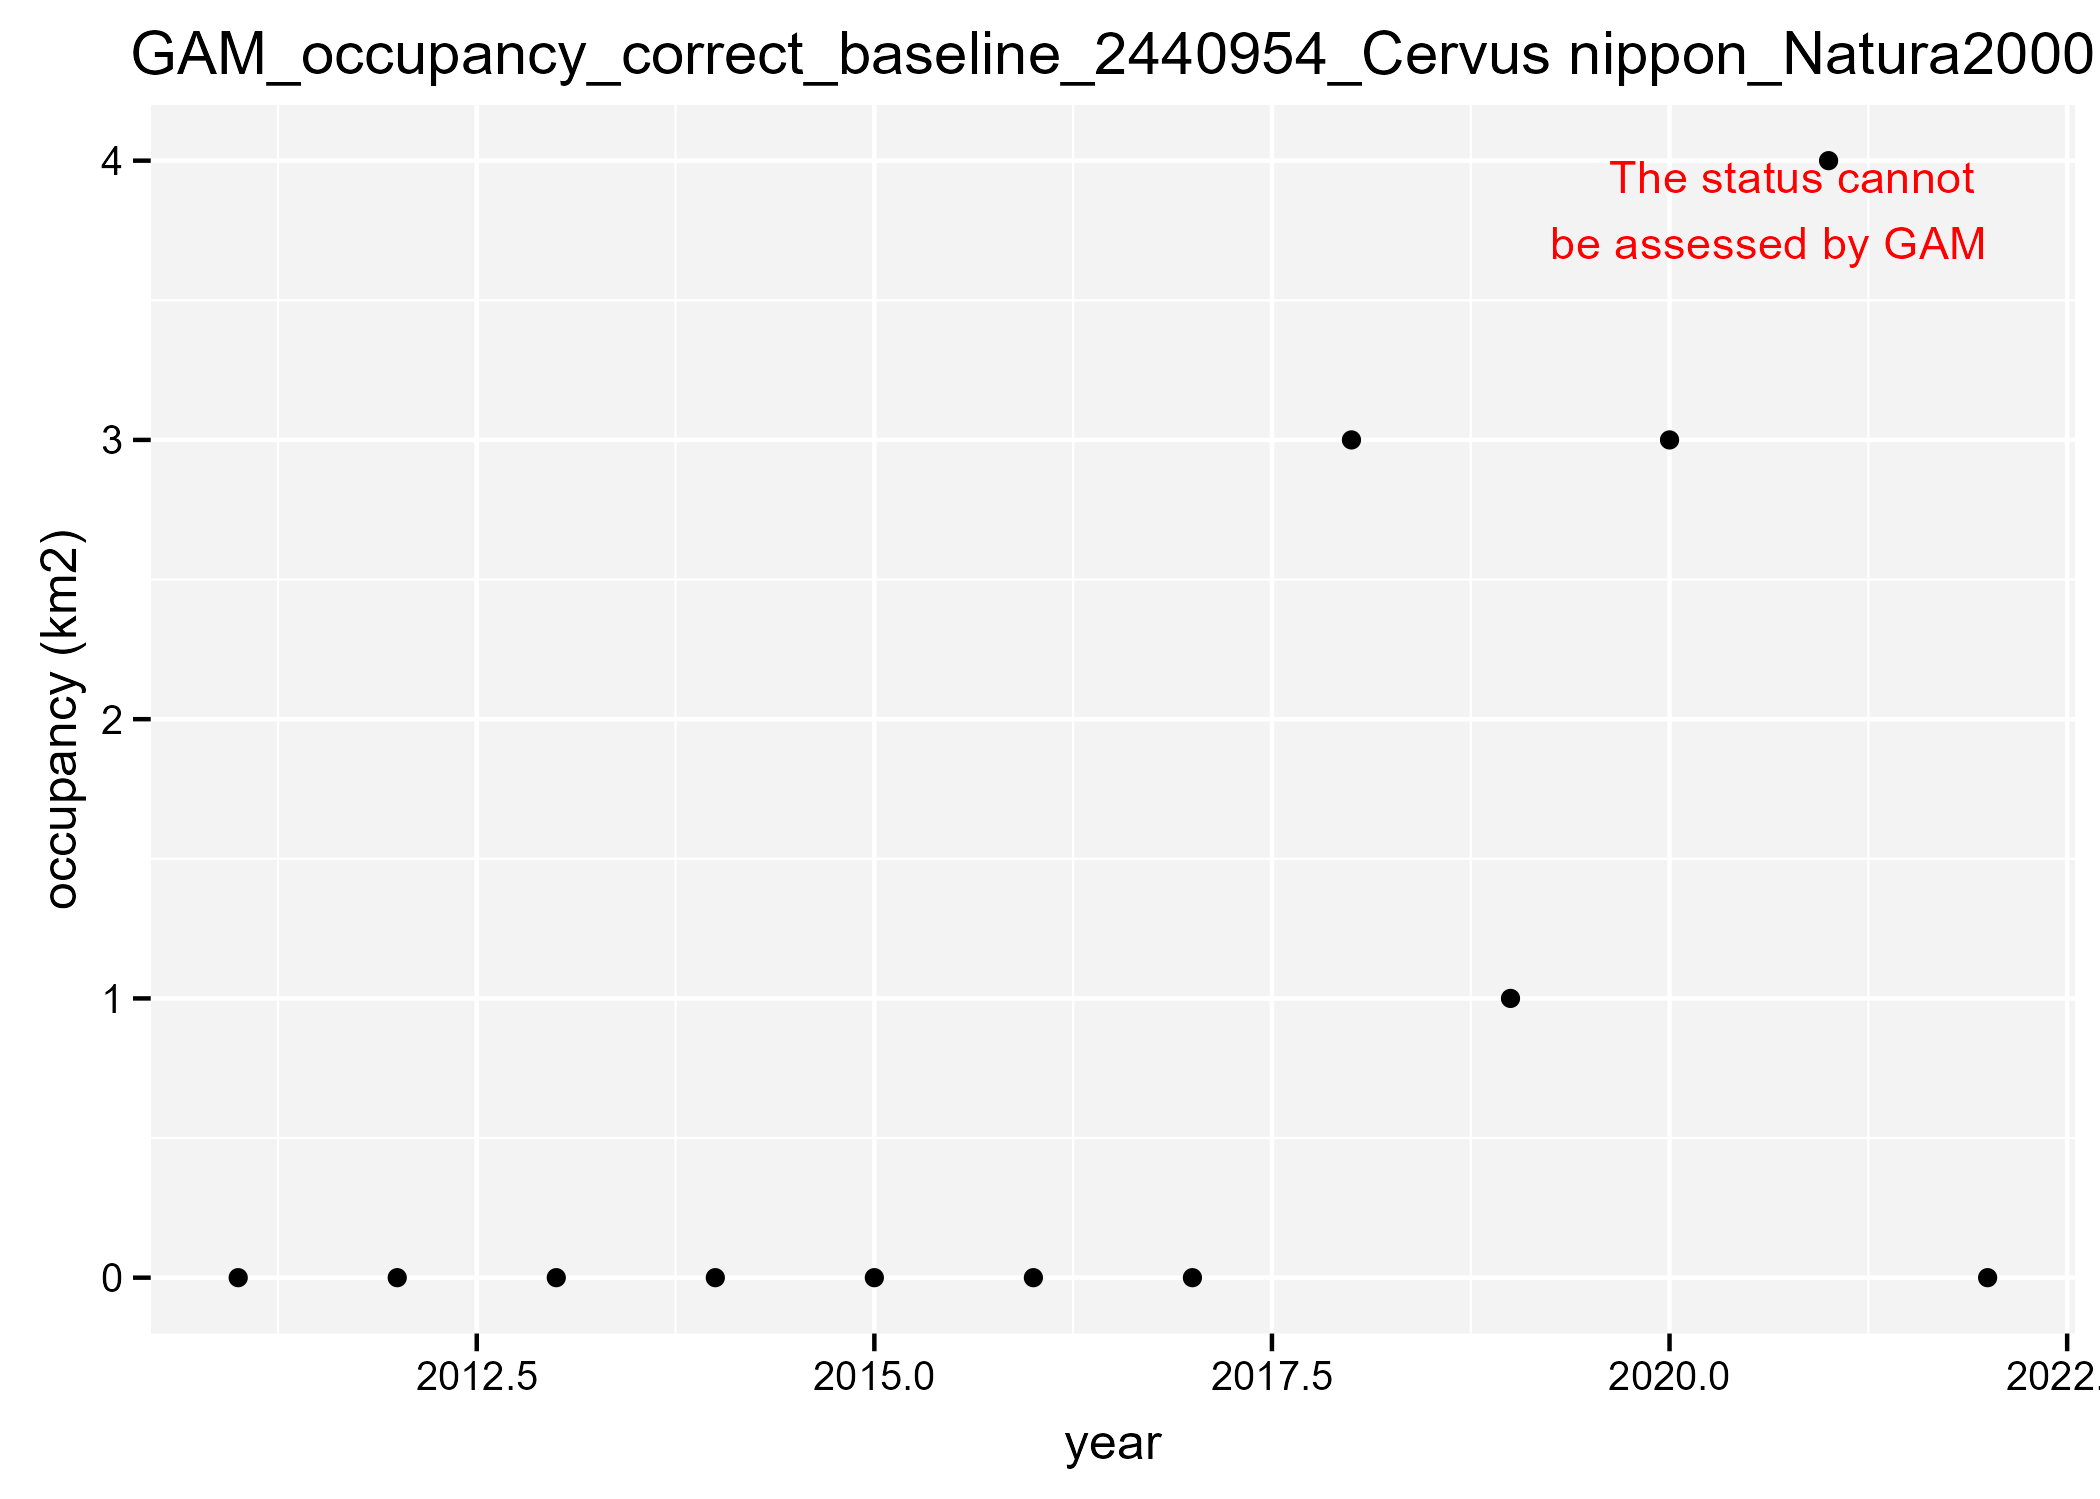 GAM_occupancy_correct_baseline_2440954_Cervus nippon_Natura2000
4
The status cannot
be assessed by GAM
3
2
1
0
occupancy (km2)
2012.5
2015.0
2017.5
2020.0
2022.
year